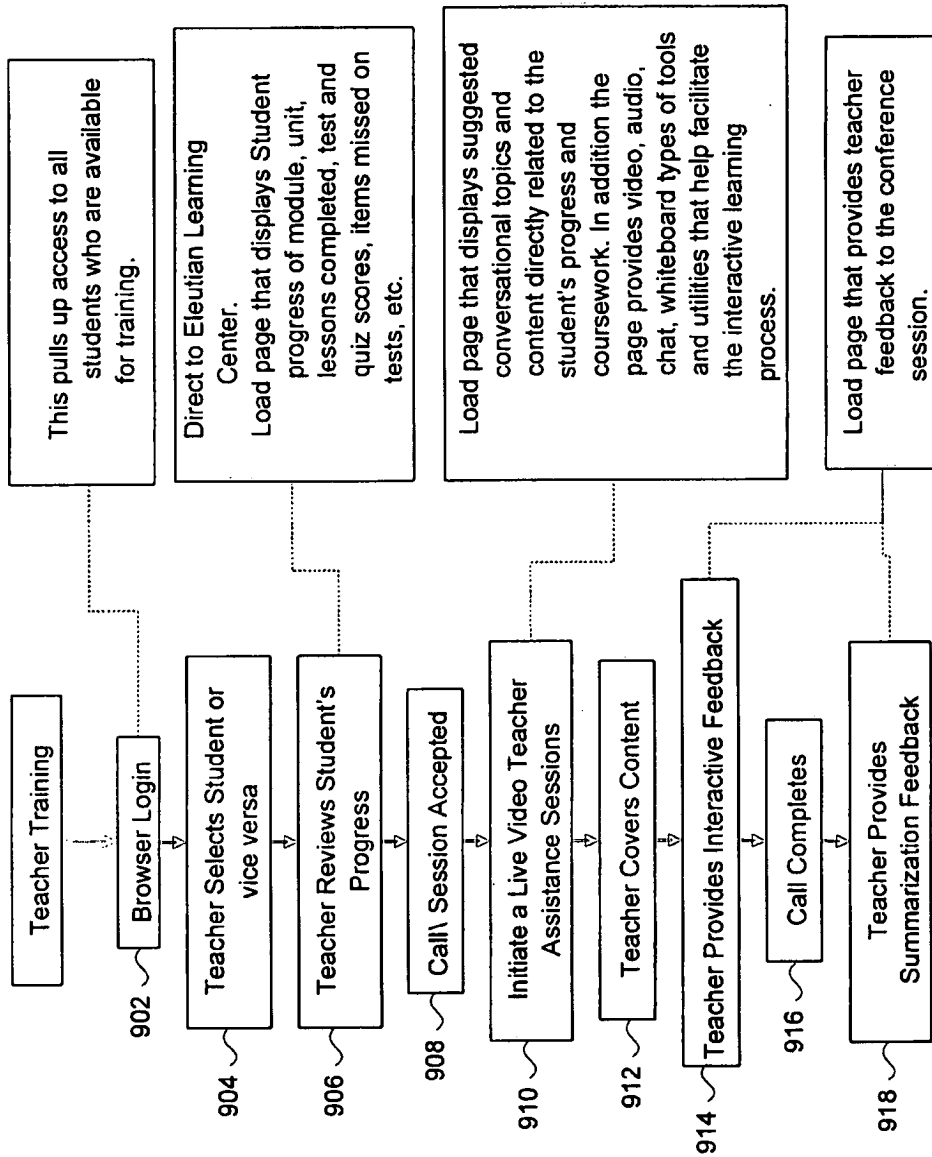 Teacher Training
902
Browser Login
This pulls up access to all
students who are available
for training.
904
Teacher Selects Student or
vice versa
906
Teacher Reviews Student's
Progress
Direct to Eleutian Learning
Center.
Load page that displays Student
progress of module, unit,
lessons completed, test and
quiz scores, items missed on
tests, etc.
908
Call\ Session Accepted
910
Initiate a Live Video Teacher
Assistance Sessions
Load page that displays suggested
conversational topics and
content directly related to the
student's progress and
coursework. In addition the
page provides video, audio,
chat, whiteboard types of tools
and utilities that help facilitate
the interactive learning
process.
912
Teacher Covers Content
914
Teacher Provides Interactive Feedback
916
Call Completes
918
Teacher Provides
Summarization Feedback
Load page that provides teacher
feedback to the conference
session.